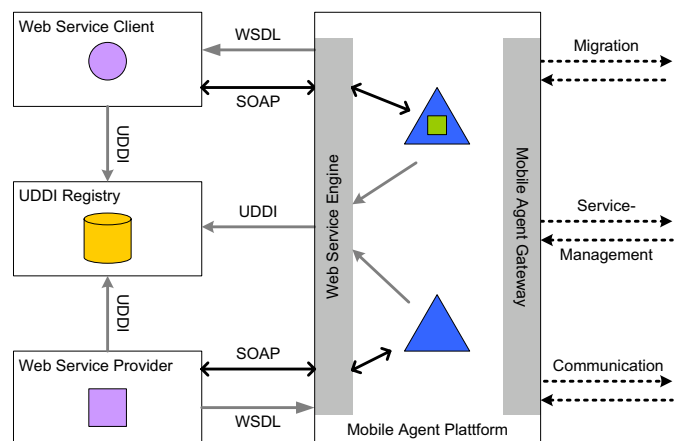 Web Service Client
WSDL
Migration
SOAP
UDDI
UDDI Registry
UDDI
Web Service Engine
Mobile Agent Gateway
Service-
Management
UDDI
Web Service Provider
SOAP
Communication
WSDL
Mobile Agent Plattform